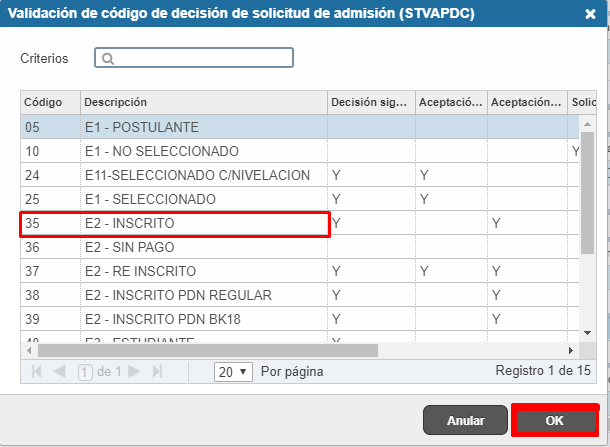 Validación de código de decisión de solicitud de admisión (STVAPDC)
Criterios
Código Descripción Decisión sig... Aceptació... Aceptación... Solic
05 E1 - POSTULANTE
10 E1 - NO SELECCIONADO Y
24 E11-SELECCIONADO C/NIVELACION Y Y
25 E1 - SELECCIONADO Y Y
35 E2 - INSCRITO Y Y
36 E2 - SIN PAGO
37 E2 - RE INSCRITO Y Y Y
38 E2 - INSCRITO PDN REGULAR Y Y
39 E2 - INSCRITO PDN BK18 Y Y
40 E3 - ESTUDIANTE Y
1 de 1 20 Por página Registro 1 de 15
Anular OK